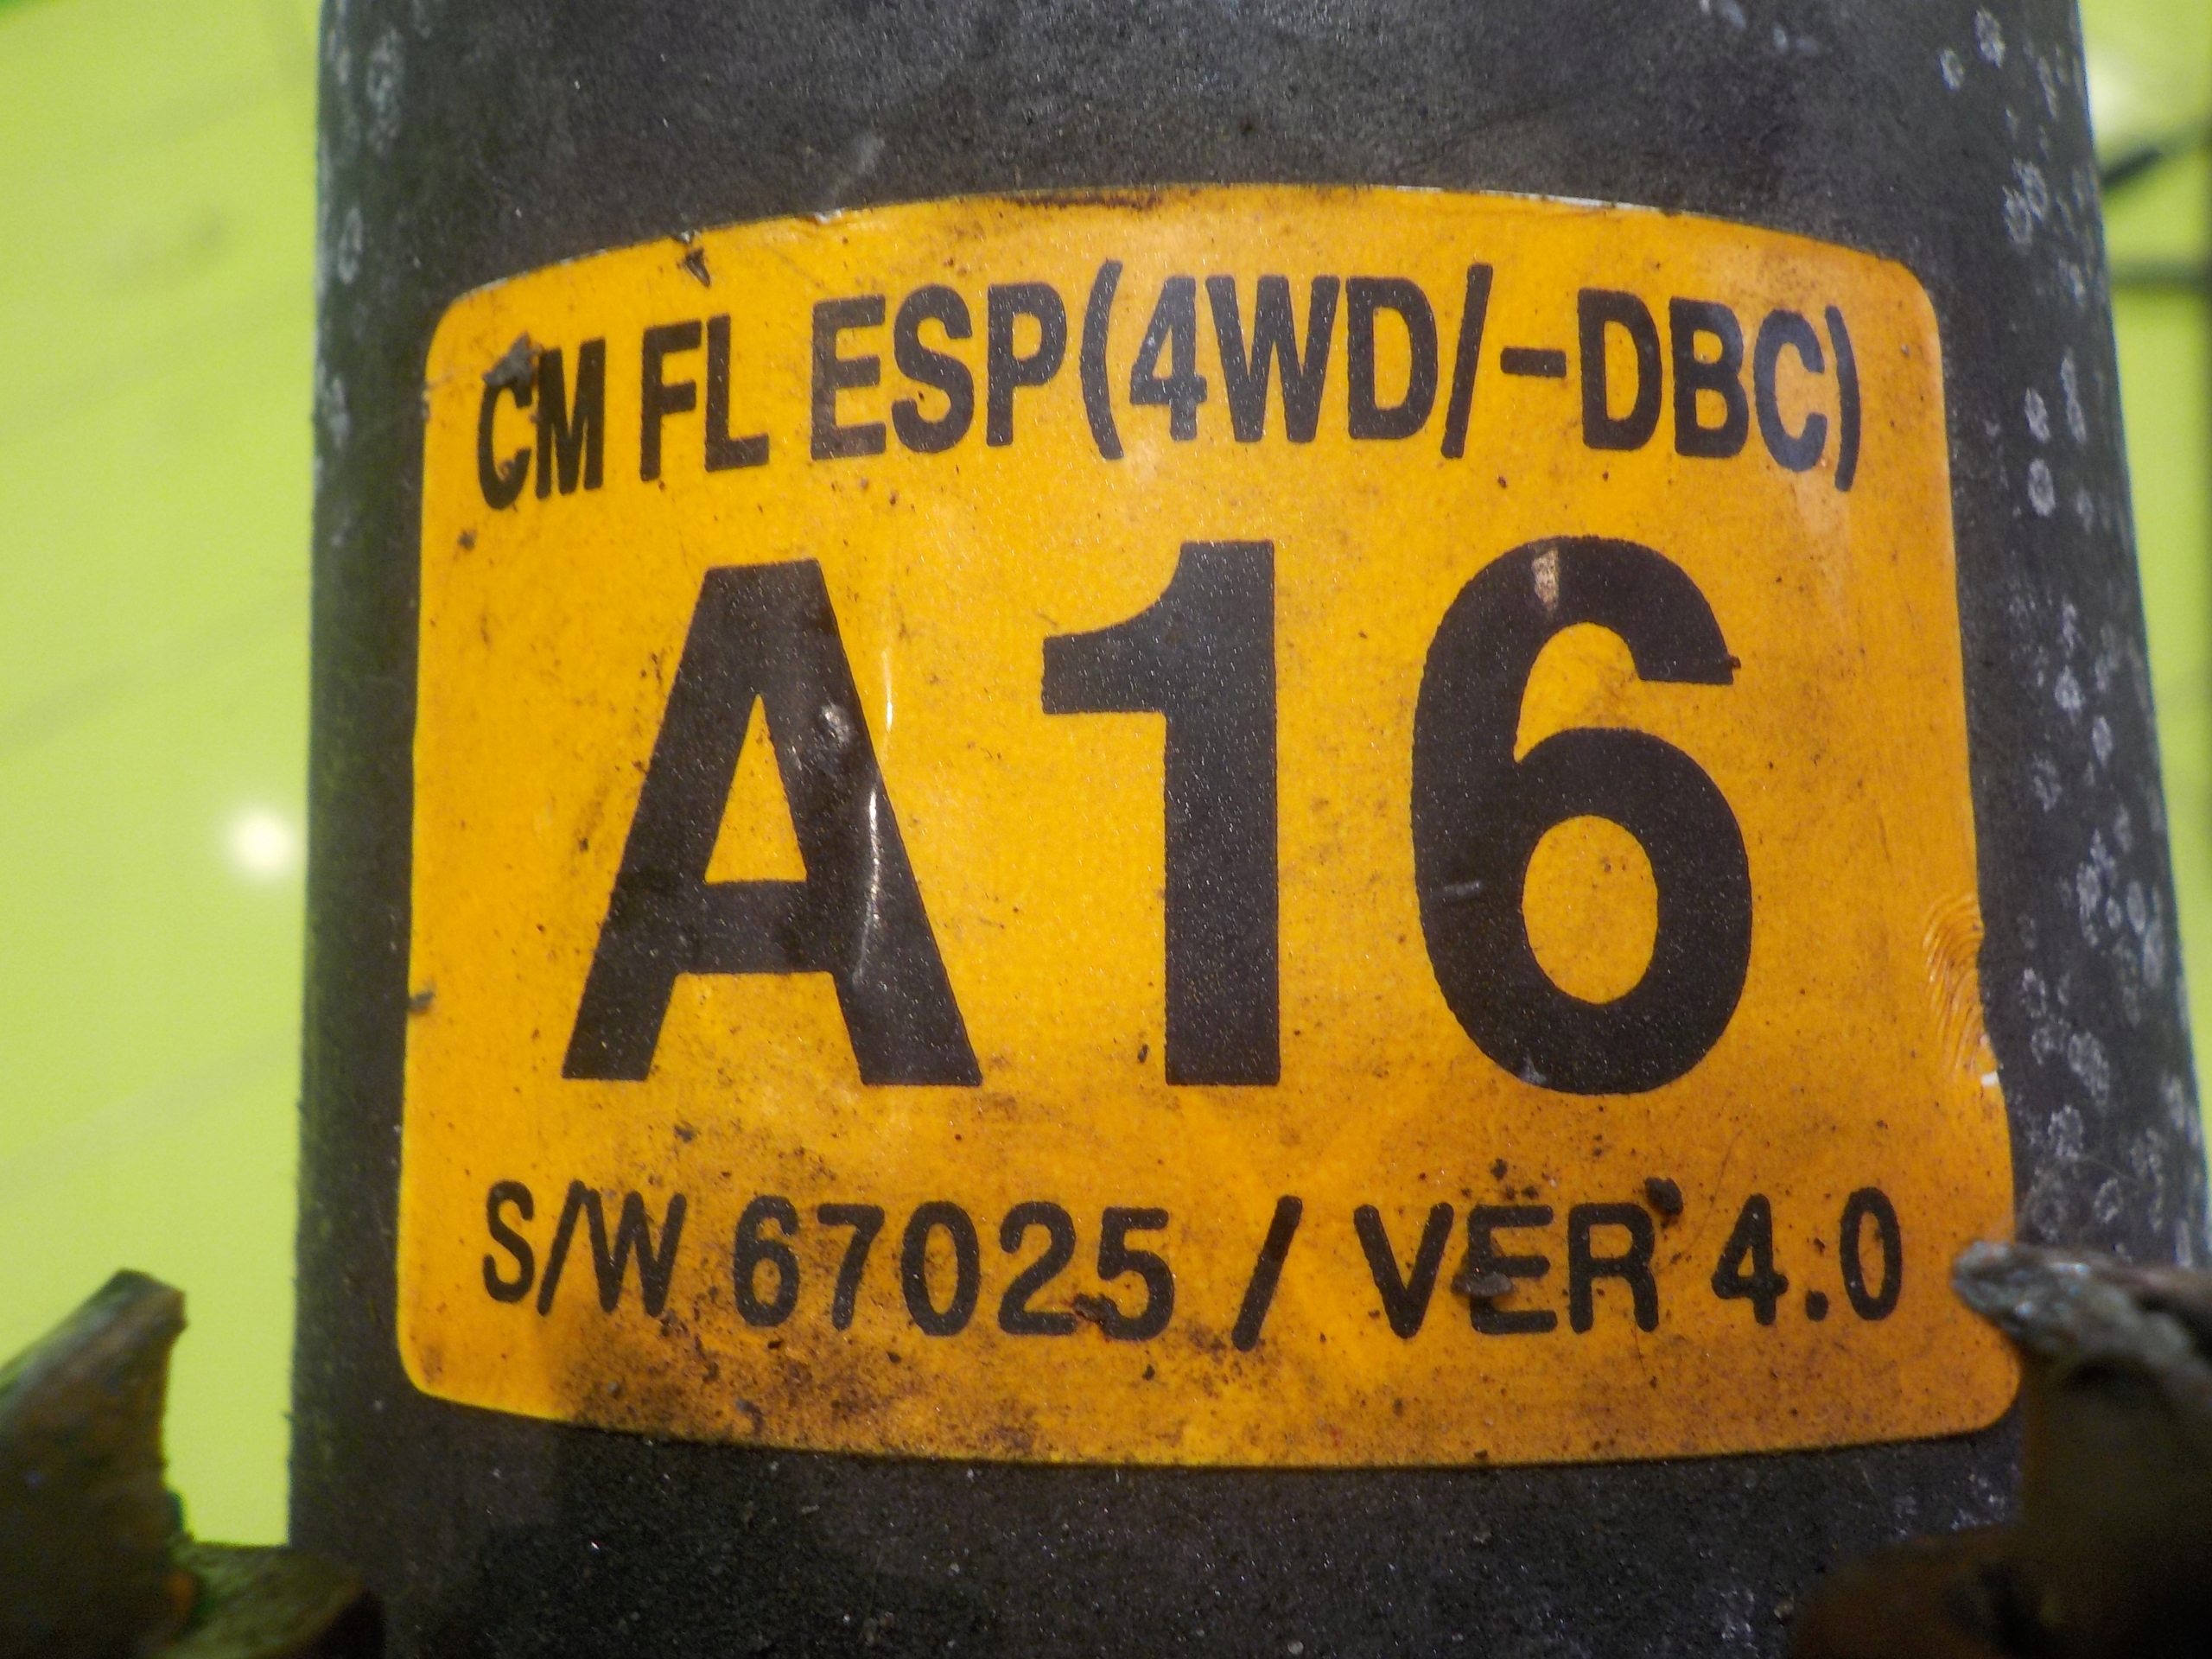 CM FL ESP(4WD/-DBC)
A16
S/W 67025 / VER 4.0